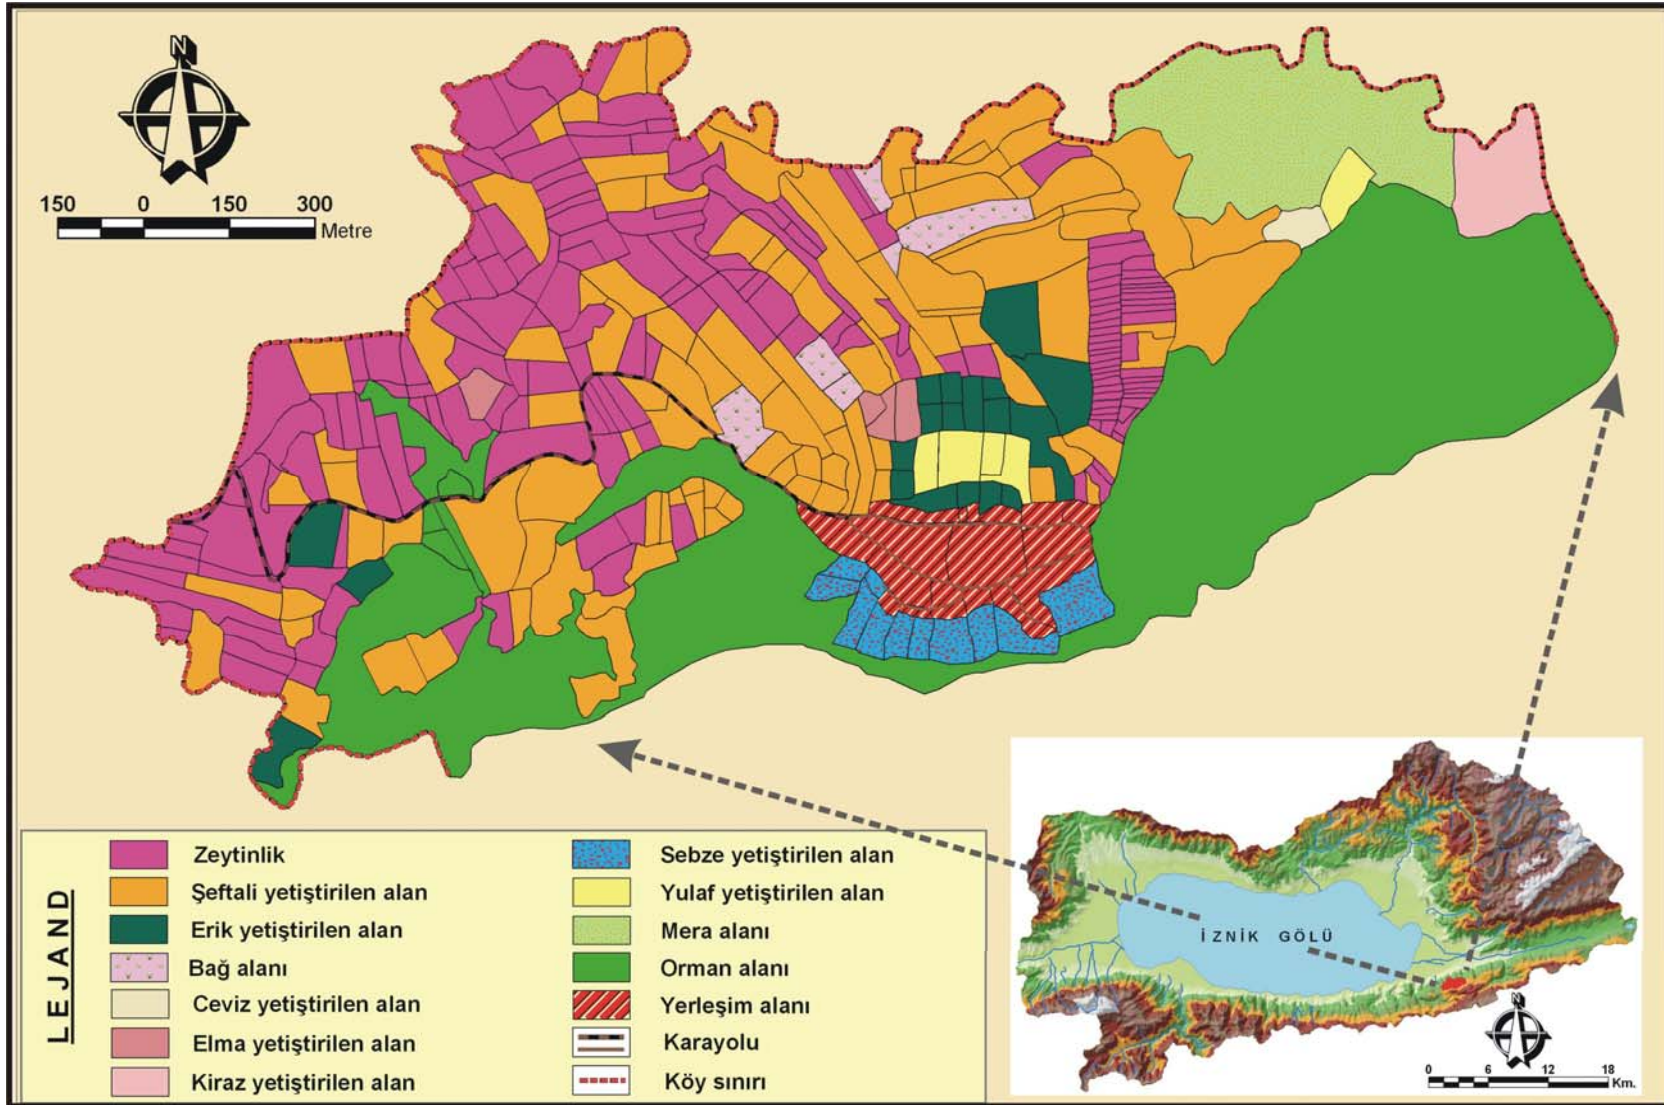 N
150 0 150 300
Metre
LEJAND
Zeytinlik
Şeftali yetiştirilen alan
Erik yetiştirilen alan
Bağ alanı
Ceviz yetiştirilen alan
Elma yetiştirilen alan
Kiraz yetiştirilen alan
Sebze yetiştirilen alan
Yulaf yetiştirilen alan
Mera alanı
Orman alanı
Yerleşim alanı
Karayolu
Köy sınırı
İZNİK GÖLÜ
N
0 6 12 18
Km.